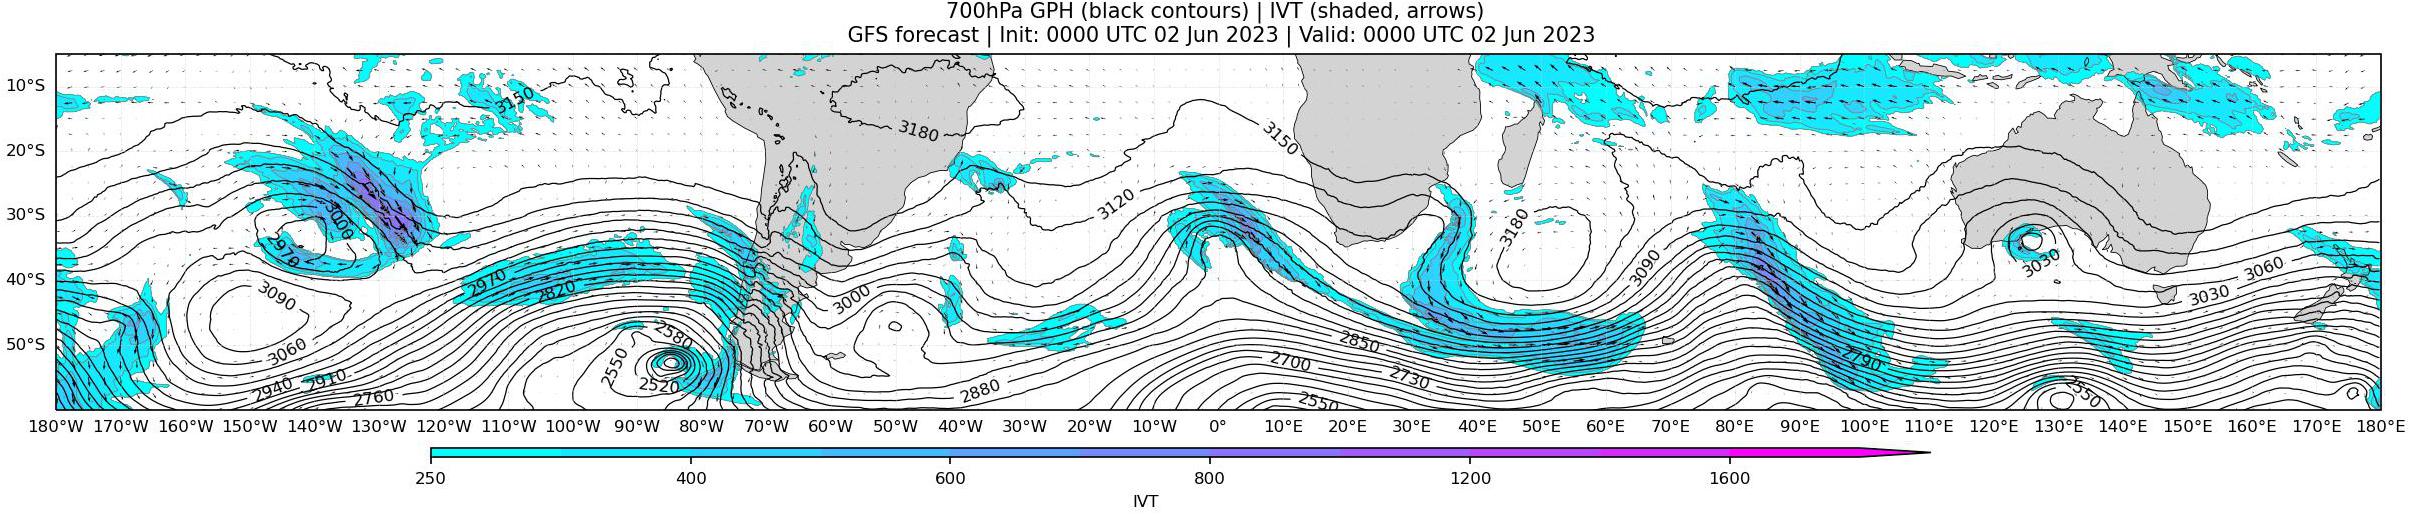 700hPa GPH (black contours) | IVT (shaded, arrows)
GFS forecast | Init: 0000 UTC 02 Jun 2023 | Valid: 0000 UTC 02 Jun 2023
10°S
20°S
30°S
40°S
50°S
3150
3180
3150
3120
3000
2970
3180
3090
2970
2820
3090
3000
3030
3060
3030
3060
2580
2550
2520
2850
2700
2730
2790
2940
2910
2760
2880
2550
2550
180°W 170°W 160°W 150°W 140°W 130°W 120°W 110°W 100°W 90°W 80°W 70°W 60°W 50°W 40°W 30°W 20°W 10°W 0° 10°E 20°E 30°E 40°E 50°E 60°E 70°E 80°E 90°E 100°E 110°E 120°E 130°E 140°E 150°E 160°E 170°E 180°E
250 400 600 800 1200 1600
IVT